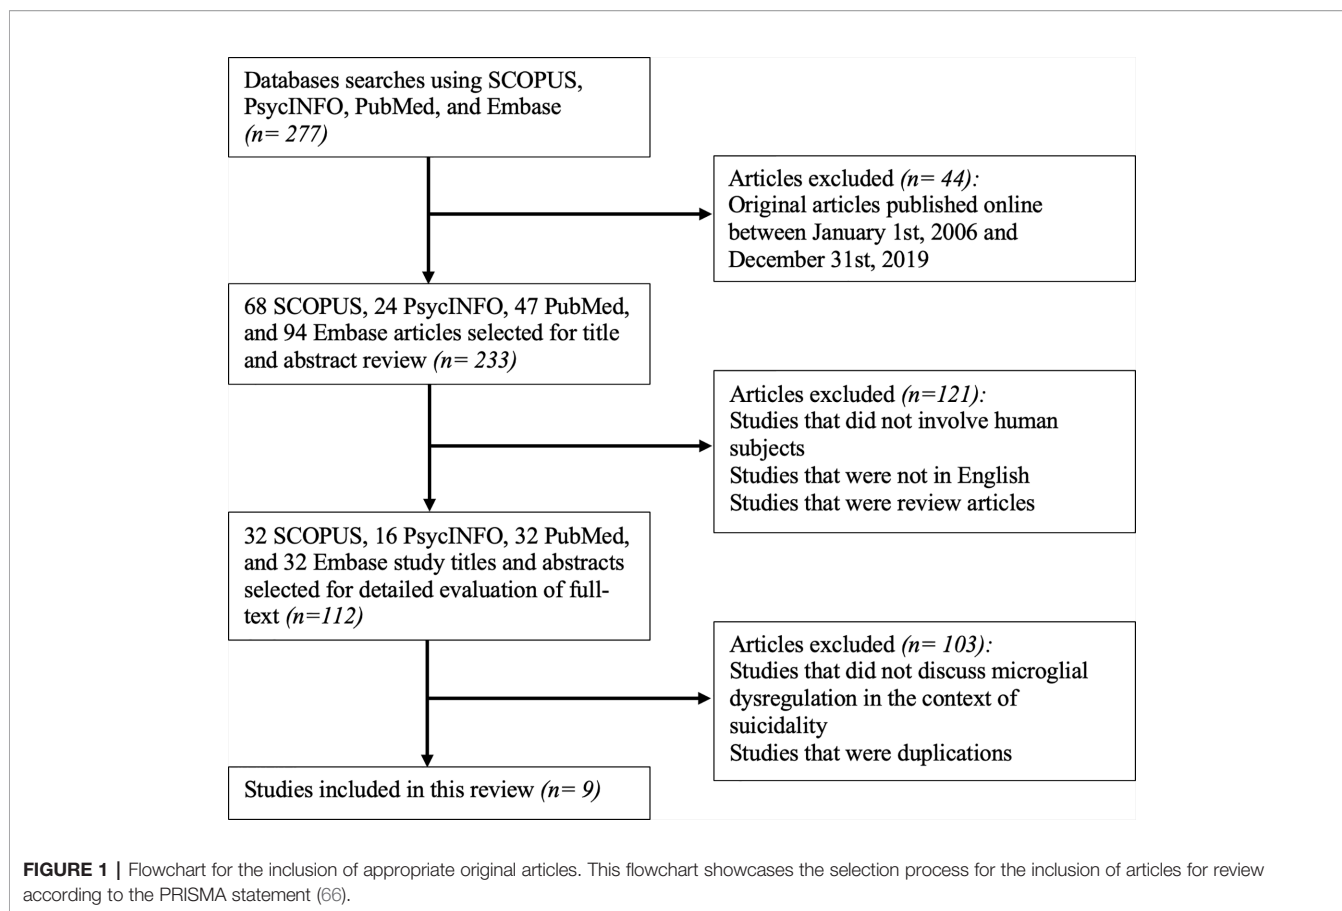 Databases searches using SCOPUS,
PsycINFO, PubMed, and Embase
(n= 277)
Articles excluded (n= 44):
Original articles published online
between January 1st, 2006 and
December 31st, 2019
68 SCOPUS, 24 PsycINFO, 47 PubMed,
and 94 Embase articles selected for title
and abstract review (n= 233)
Articles excluded (n=121):
Studies that did not involve human
subjects
Studies that were not in English
Studies that were review articles
32 SCOPUS, 16 PsycINFO, 32 PubMed,
and 32 Embase study titles and abstracts
selected for detailed evaluation of full-
text (n=112)
Articles excluded (n= 103):
Studies that did not discuss microglial
dysregulation in the context of
suicidality
Studies that were duplications
Studies included in this review (n= 9)
FIGURE 1 | Flowchart for the inclusion of appropriate original articles. This flowchart showcases the selection process for the inclusion of articles for review
according to the PRISMA statement (66).